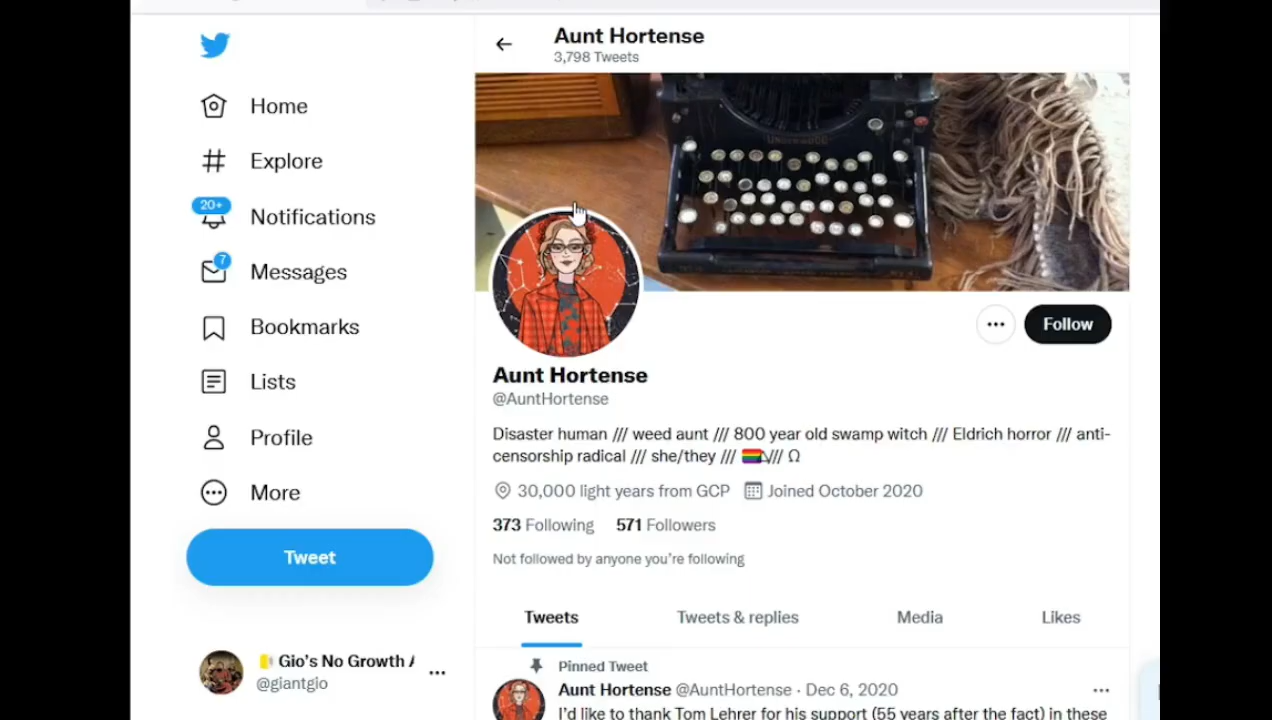 Aunt Hortense
3,798 Tweets
Home
Explore
20+
Notifications
7
Messages
Bookmarks
Lists
Profile
More
Tweet
Gio's No Growth
@giantgio
UNDERWOOD
Follow
Aunt Hortense
@AuntHortense
Disaster human /// weed aunt /// 800 year old swamp witch /// Eldrich horror /// anti-
censorship radical /// she/they /// 🏳️‍🌈/// Ω
30,000 light years from GCP Joined October 2020
373 Following 571 Followers
Not followed by anyone you're following
Tweets Tweets & replies Media Likes
Pinned Tweet
Aunt Hortense @AuntHortense · Dec 6, 2020
I'd like to thank Tom Lehrer for his support (55 years after the fact) in these